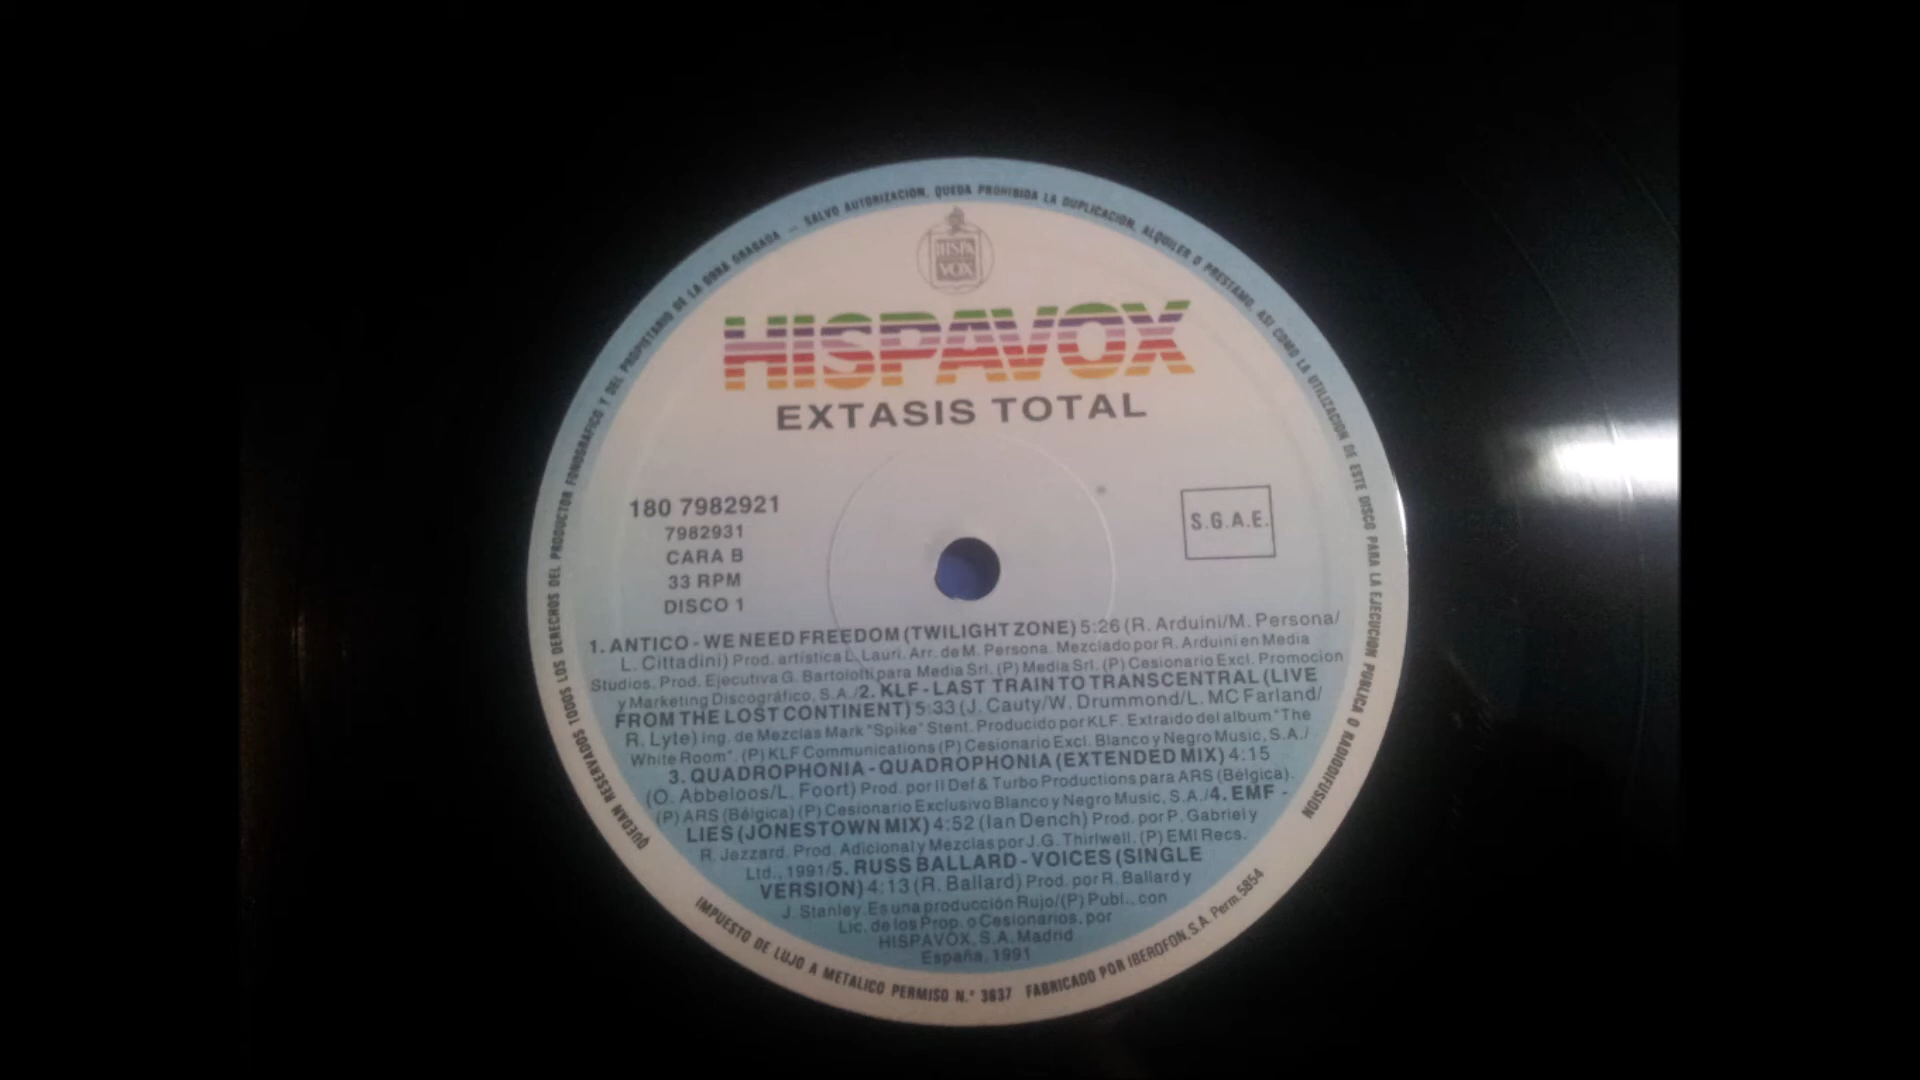 QUEDAN RESERVADOS TODOS LOS DERECHOS DEL PRODUCTOR FONOGRAFICO Y DEL PROPIETARIO DE LA OBRA GRABADA — SALVO AUTORIZACION, QUEDA PROHIBIDA LA DUPLICACION, ALQUILER O PRESTAMO, ASI COMO LA UTILIZACION DE ESTE DISCO PARA LA EJECUCION PUBLICA O RADIODIFUSION
HISPA
VOX
HISPAVOX
EXTASIS TOTAL
180 7982921
7982931
CARA B
33 RPM
DISCO 1
S.G.A.E.
1. ANTICO - WE NEED FREEDOM (TWILIGHT ZONE) 5:26 (R. Arduini/M. Persona/
L. Cittadini) Prod. artística L. Lauri. Arr. de M. Persona. Mezclado por R. Arduini en Media
Studios. Prod. Ejecutiva G. Bartolotti para Media Srl. (P) Media Srl. (P) Cesionario Excl. Promocion
y Marketing Discográfico, S.A./2. KLF - LAST TRAIN TO TRANSCENTRAL (LIVE
FROM THE LOST CONTINENT) 5:33 (J. Cauty/W. Drummond/L. MC Farland/
R. Lyte) ing. de Mezclas Mark "Spike" Stent. Producido por KLF. Extraido del album "The
White Room". (P) KLF Communications (P) Cesionario Excl. Blanco y Negro Music, S.A./
3. QUADROPHONIA - QUADROPHONIA (EXTENDED MIX) 4:15
(O. Abbeloos/L. Foort) Prod. por II Def & Turbo Productions para ARS (Bélgica).
(P) ARS (Bélgica) (P) Cesionario Exclusivo Blanco y Negro Music, S.A./4. EMF -
LIES (JONESTOWN MIX) 4:52 (Ian Dench) Prod. por P. Gabriel y
R. Jezzard. Prod. Adicional y Mezclas por J.G. Thirlwell. (P) EMI Recs.
Ltd., 1991/5. RUSS BALLARD - VOICES (SINGLE
VERSION) 4:13 (R. Ballard) Prod. por R. Ballard y
J. Stanley. Es una producción Rujo/(P) Publ., con
Lic. de los Prop. o Cesionarios, por
HISPAVOX, S.A. Madrid
España, 1991
IMPUESTO DE LUJO A METALICO PERMISO N.° 3637 FABRICADO POR IBEROFON, S.A. Perm. 5854